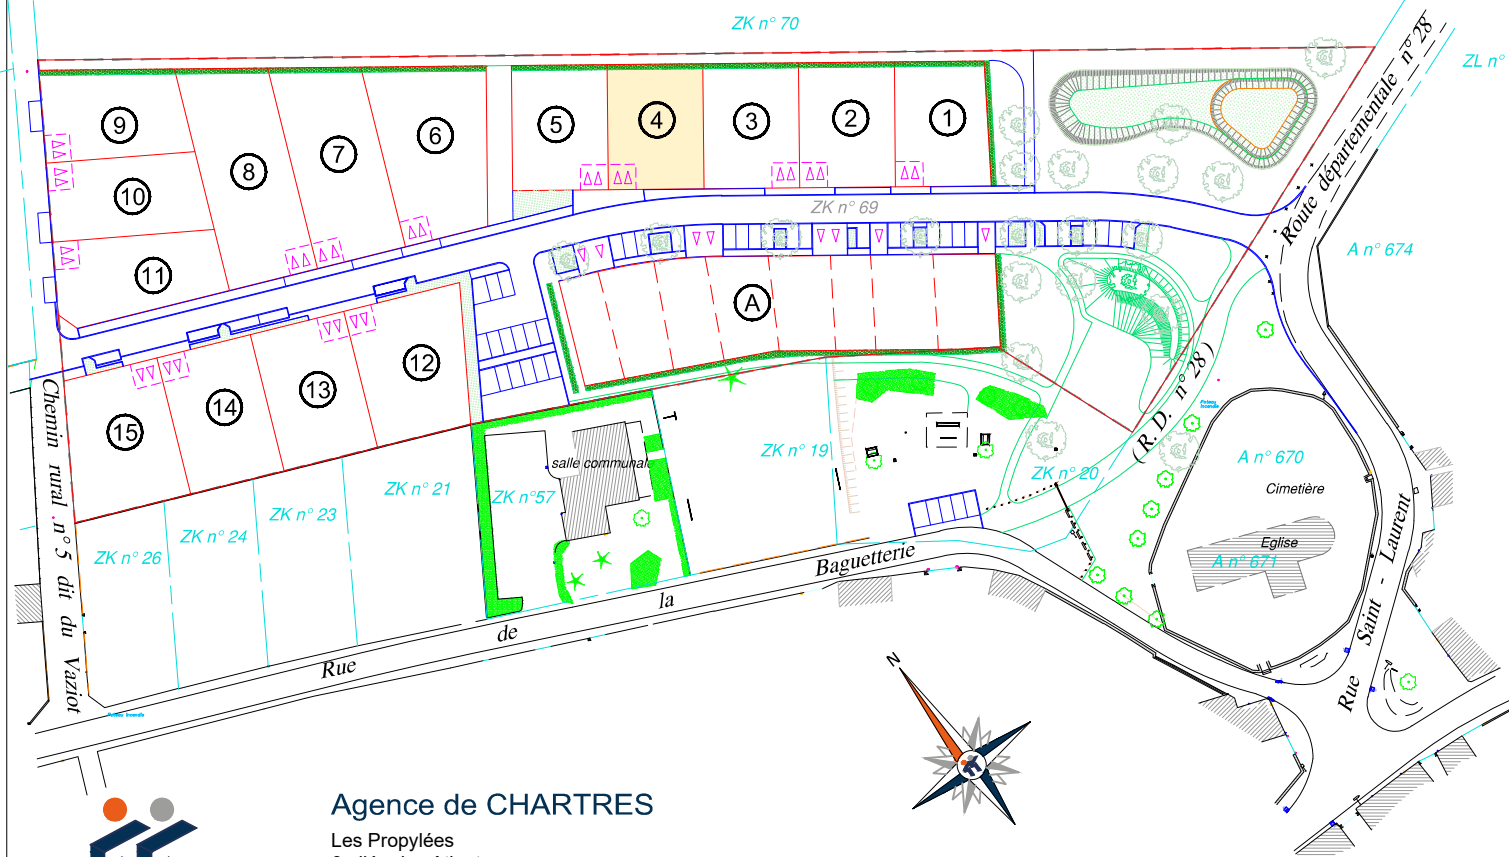 ZK n° 70
ZL n°
Route départementale n° 28
9
8
7
6
5
4
3
2
1
10
11
ZK n° 69
A n° 674
A
12
13
14
15
( R. D. n° 28 )
Chemin rural n° 5 dit du Vaziot
ZK n° 26
ZK n° 24
ZK n° 23
ZK n° 21
ZK n°57
salle communale
ZK n° 19
ZK n° 20
A n° 670
Cimetière
Eglise
A n° 671
Rue de la Baguetterie
Rue Saint - Laurent
N
Agence de CHARTRES
Les Propylées